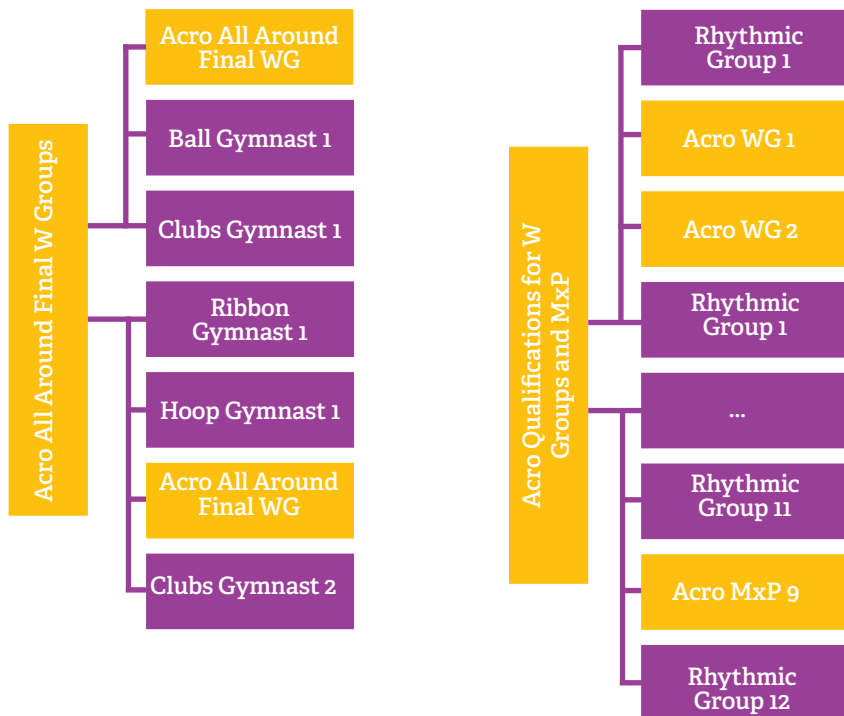 Acro All Around Final W Groups
Acro All Around
Final WG
Ball Gymnast 1
Clubs Gymnast 1
Ribbon
Gymnast 1
Hoop Gymnast 1
Acro All Around
Final WG
Clubs Gymnast 2
Acro Qualifications for W
Groups and MxP
Rhythmic
Group 1
Acro WG 1
Acro WG 2
Rhythmic
Group 1
...
Rhythmic
Group 11
Acro MxP 9
Rhythmic
Group 12